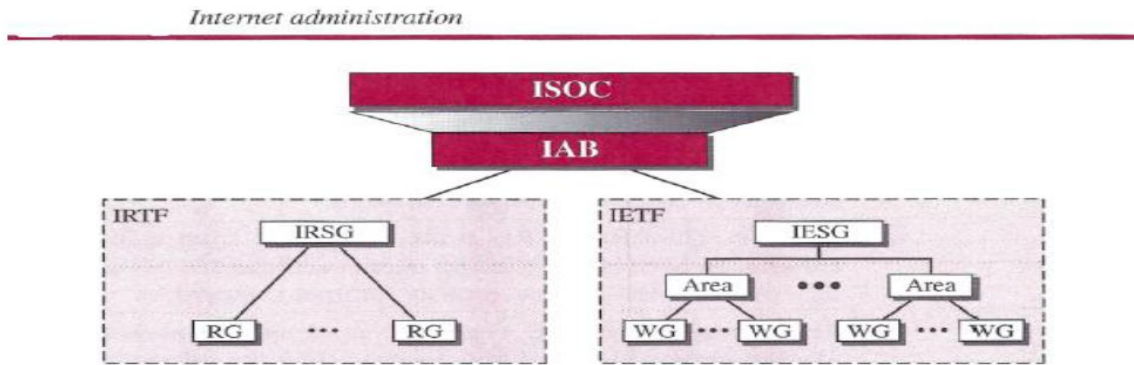 Internet administration
ISOC
IAB
IRTF
IETF
IRSG
IESG
Area ••• Area
RG ••• RG
WG ••• WG WG ••• WG